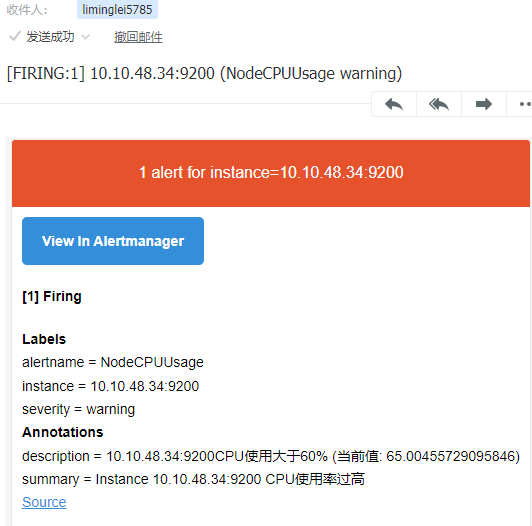 收件人： liminglei5785
发送成功 撤回邮件
[FIRING:1] 10.10.48.34:9200 (NodeCPUUsage warning)
1 alert for instance=10.10.48.34:9200
View In Alertmanager
[1] Firing
Labels
alertname = NodeCPUUsage
instance = 10.10.48.34:9200
severity = warning
Annotations
description = 10.10.48.34:9200CPU使用大于60% (当前值: 65.00455729095846)
summary = Instance 10.10.48.34:9200 CPU使用率过高
Source